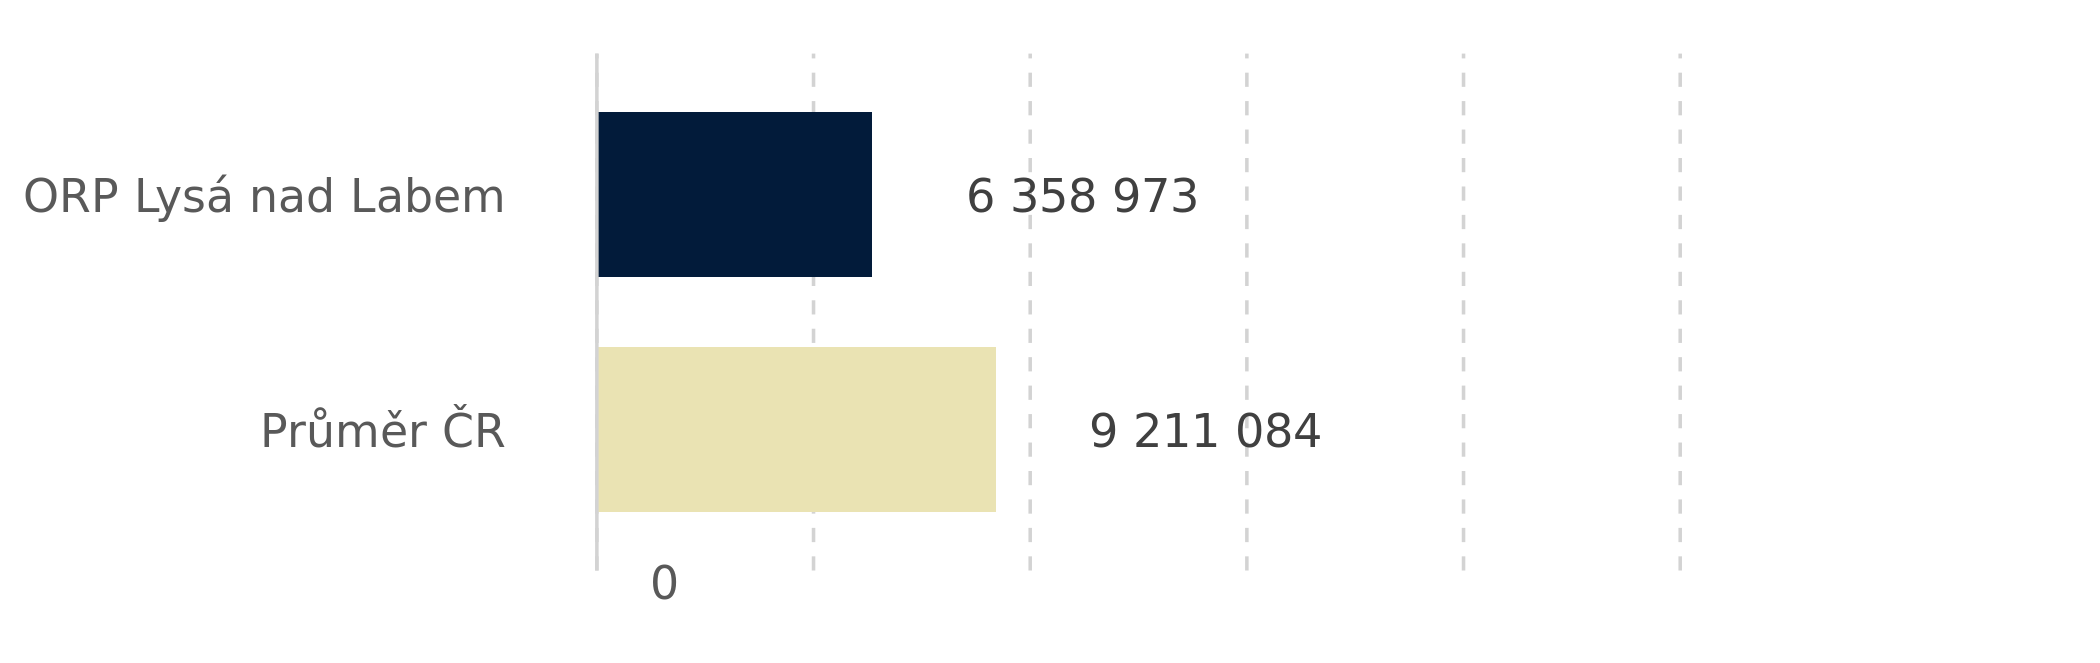 ORP Lysá nad Labem
6 358 973
Průměr ČR
9 211 084
0